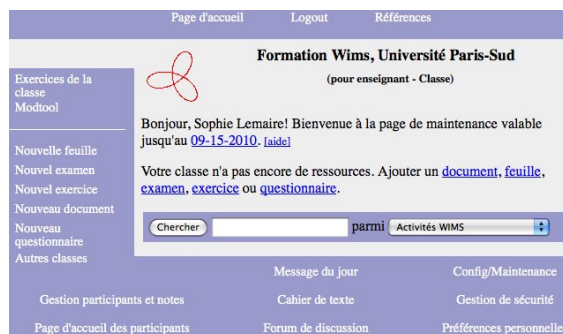 Page d'accueil Logout Références
Formation Wims, Université Paris-Sud
(pour enseignant - Classe)
Exercices de la
classe
Modtool
Nouvelle feuille
Nouvel examen
Nouvel exercice
Nouveau document
Nouveau
questionnaire
Autres classes
Bonjour, Sophie Lemaire! Bienvenue à la page de maintenance valable
jusqu'au 09-15-2010. [aide]
Votre classe n'a pas encore de ressources. Ajouter un document, feuille,
examen, exercice ou questionnaire.
Chercher parmi Activités WIMS
Message du jour Config/Maintenance
Gestion participants et notes Cahier de texte Gestion de sécurité
Page d'accueil des participants Forum de discussion Préférences personnelle